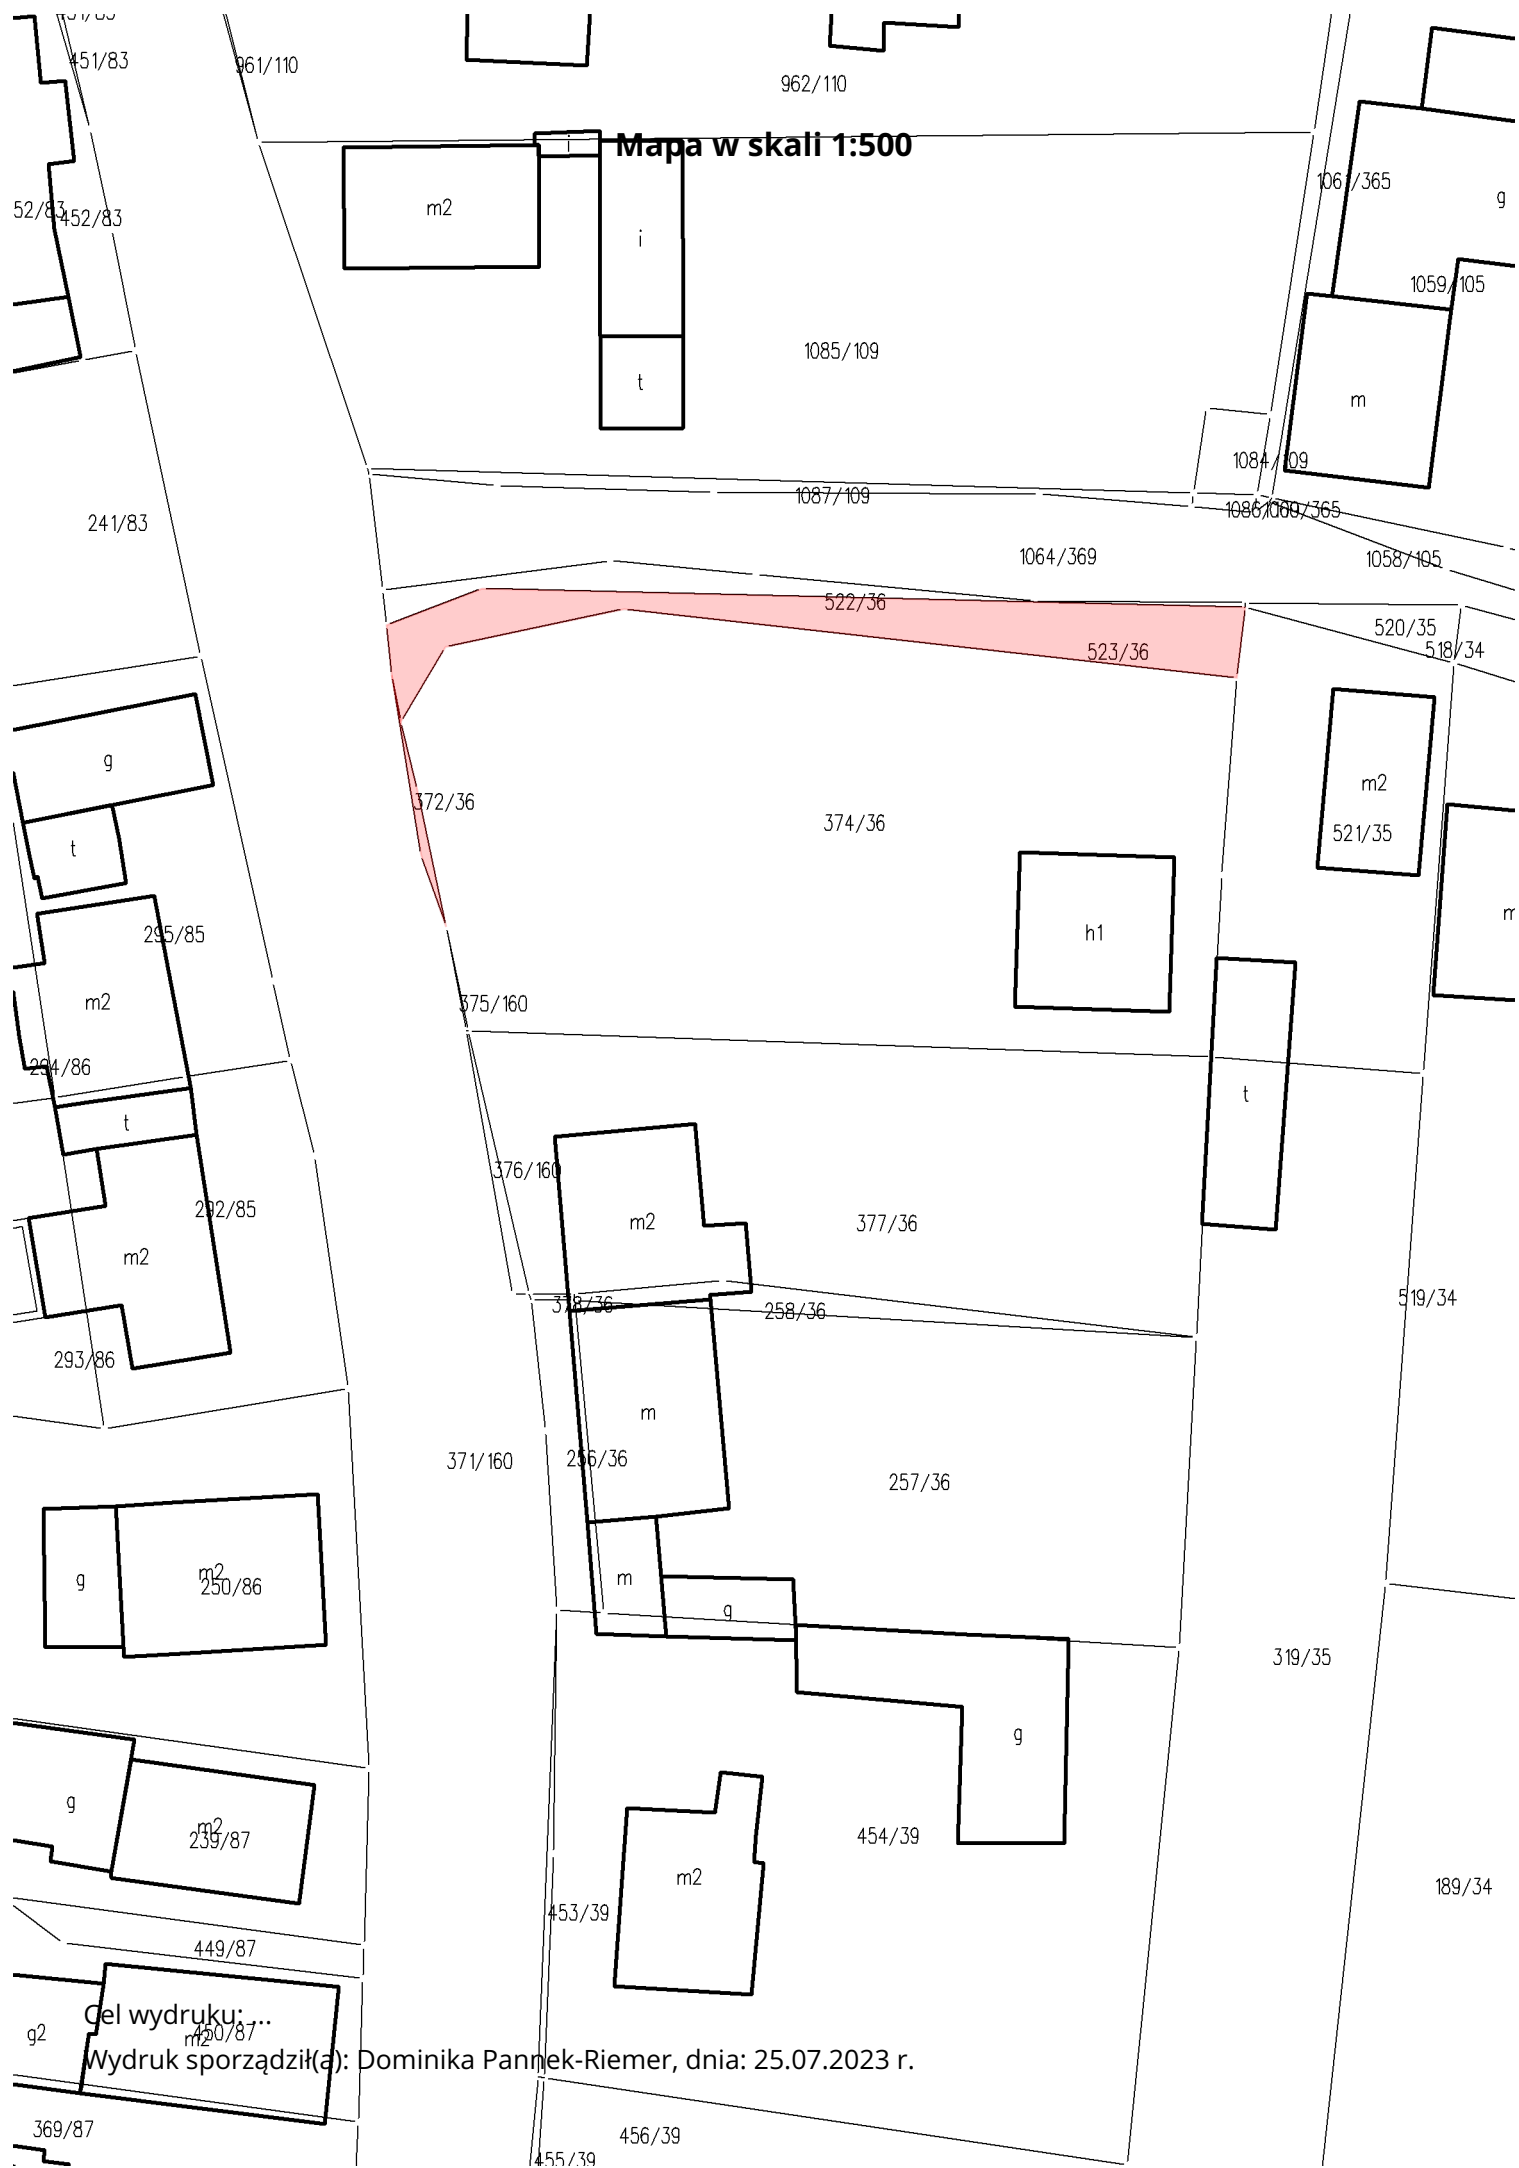 451/83
961/110
962/110
Mapa w skali 1:500
i
1061/365
g
m2
452/83
i
1059/105
1085/109
t
m
1084/109
1087/109
241/83
1064/369
1058/105
522/36
520/35
523/36
518/34
g
m2
372/36
374/36
521/35
t
h1
295/85
m2
375/160
294/86
t
t
376/160
m2
377/36
292/85
m2
378/36
258/36
519/34
293/86
m
371/160
256/36
257/36
m2
g
m
250/86
g
319/35
g
g
m2
239/87
454/39
m2
189/34
453/39
449/87
Cel wydruku: ...
g2
m2
450/87
Wydruk sporządził(a): Dominika Pannek-Riemer, dnia: 25.07.2023 r.
369/87
456/39
455/39